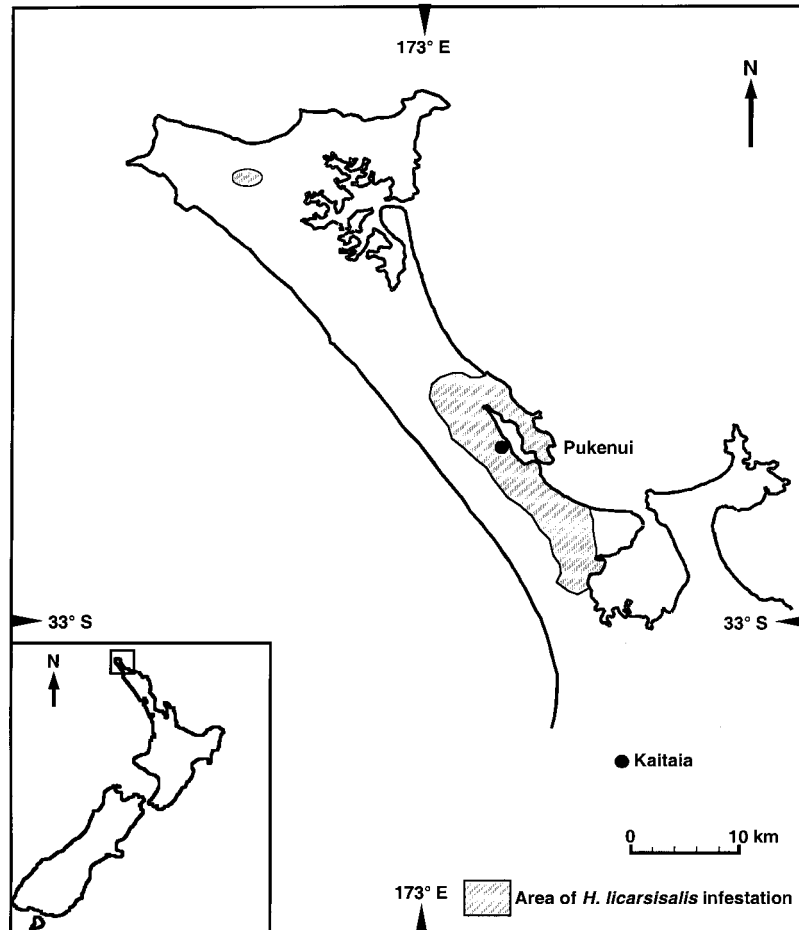 173° E
N
Pukenui
33° S
33° S
N
Kaitaia
0 10 km
173° E
Area of H. licarsisalis infestation